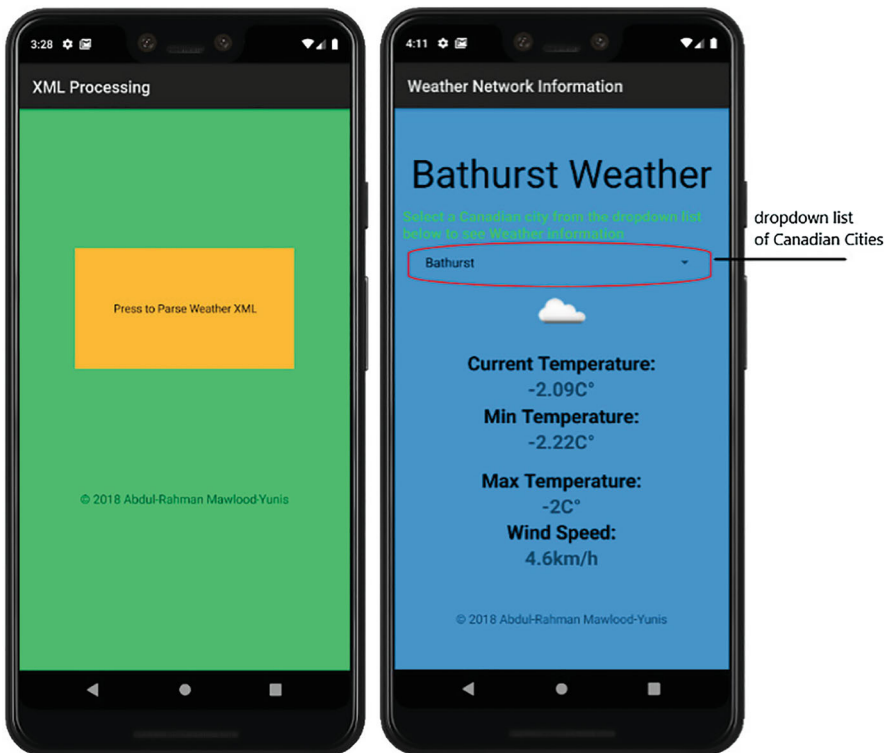 3:28
XML Processing
Press to Parse Weather XML
© 2018 Abdul-Rahman Mawlood-Yunis
4:11
Weather Network Information
Bathurst Weather
Select a Canadian city from the dropdown list
below to see Weather information
Bathurst
Current Temperature:
-2.09C°
Min Temperature:
-2.22C°
Max Temperature:
-2C°
Wind Speed:
4.6km/h
© 2018 Abdul-Rahman Mawlood-Yunis
dropdown list
of Canadian Cities